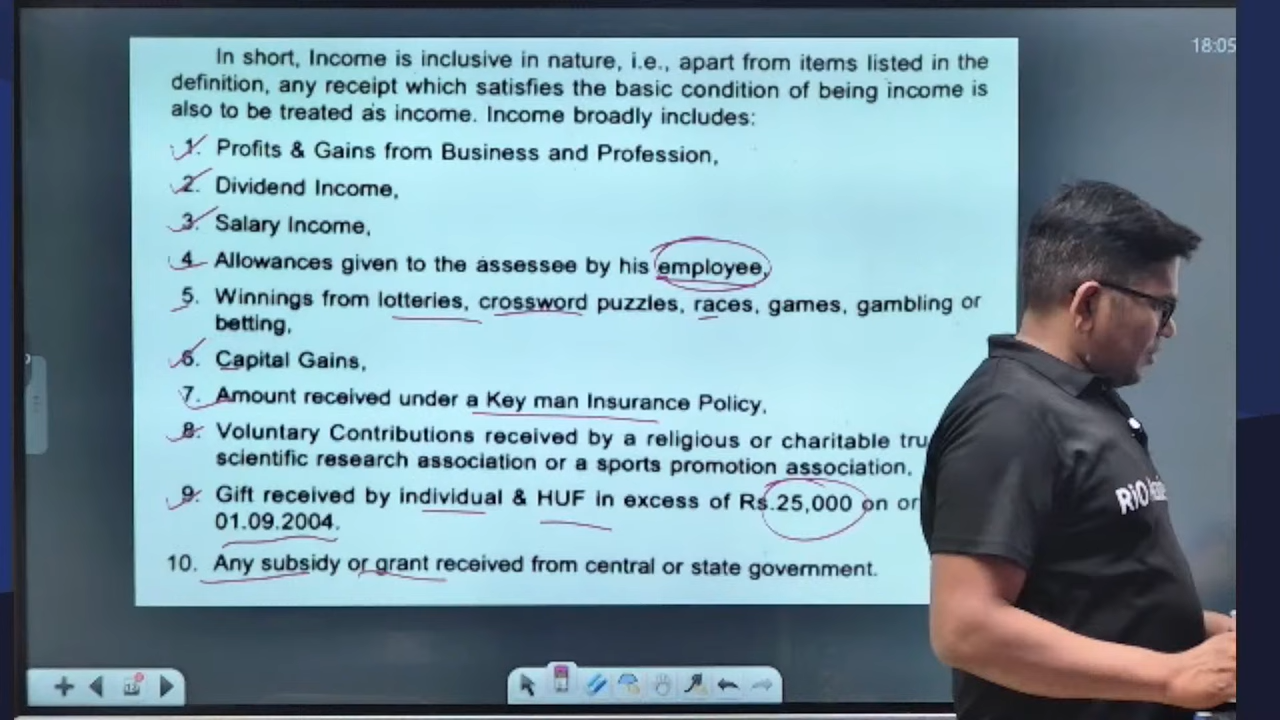 18:05
In short, Income is inclusive in nature, i.e., apart from items listed in the
definition, any receipt which satisfies the basic condition of being income is
also to be treated as income. Income broadly includes:
1. Profits & Gains from Business and Profession,
2. Dividend Income,
3. Salary Income,
4. Allowances given to the assessee by his employee,
5. Winnings from lotteries, crossword puzzles, races, games, gambling or
betting,
6. Capital Gains,
7. Amount received under a Key man Insurance Policy,
8. Voluntary Contributions received by a religious or charitable tru
scientific research association or a sports promotion association,
9. Gift received by individual & HUF in excess of Rs.25,000 on or
01.09.2004.
10. Any subsidy or grant received from central or state government.